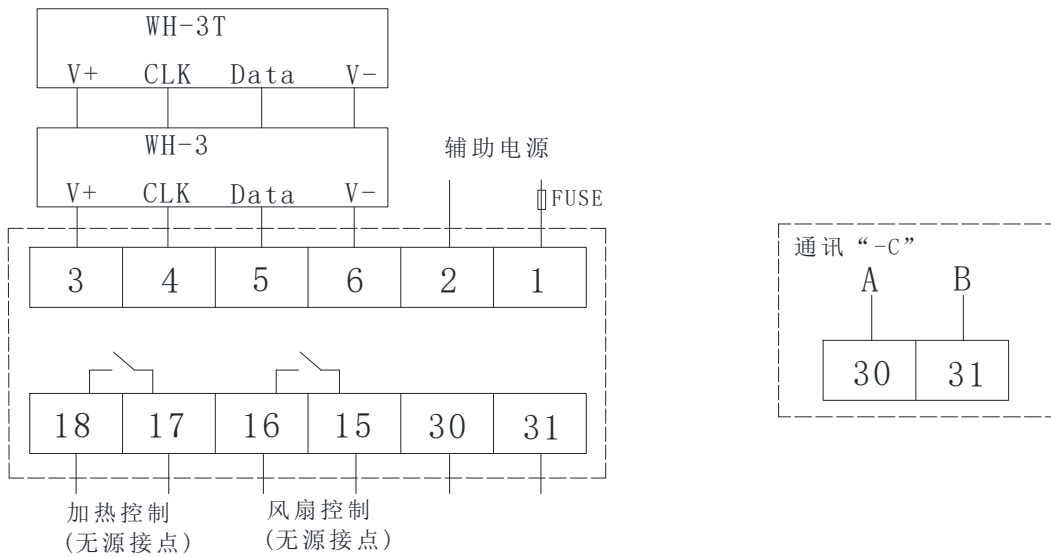 WH-3T
V+ CLK Data V-
WH-3
V+ CLK Data V-
辅助电源
FUSE
3 4 5 6 2 1
18 17 16 15 30 31
加热控制
(无源接点)
风扇控制
(无源接点)
通讯“-C”
A B
30 31